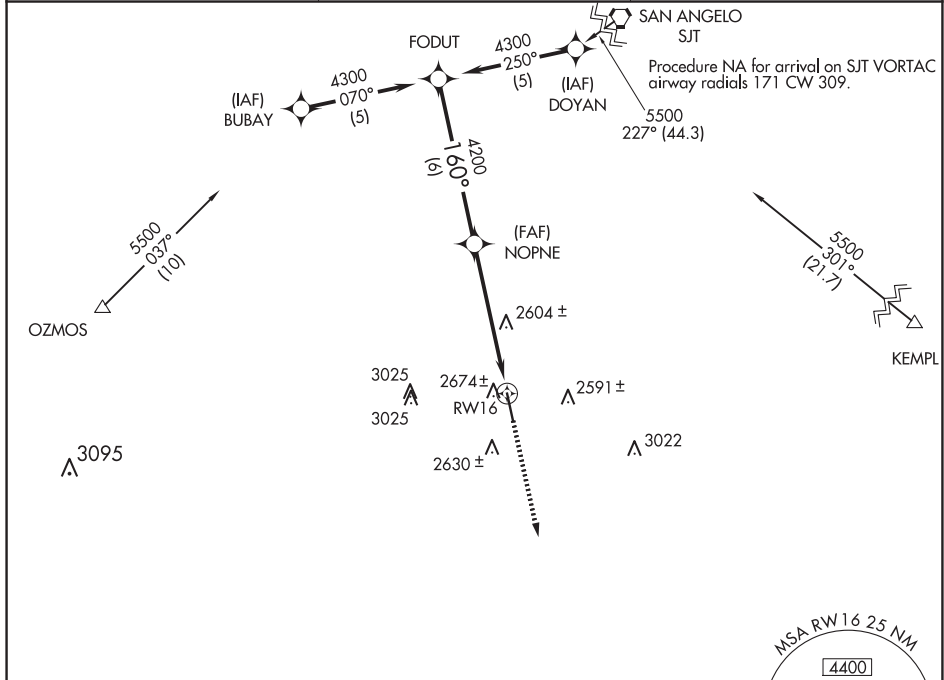 SAN ANGELO
SJT
FODUT
4300
250°
(5)
(IAF)
DOYAN
Procedure NA for arrival on SJT VORTAC
airway radials 171 CW 309.
5500
227° (44.3)
4300
070°
(5)
(IAF)
BUBAY
4200
160°
(6)
(FAF)
NOPNE
5500
037°
(10)
OZMOS
5500
301°
(21.7)
KEMPL
2604 ±
3025
3025
2674 ±
RW16
2591 ±
2630 ±
3022
3095
MSA RW16 25 NM
4400